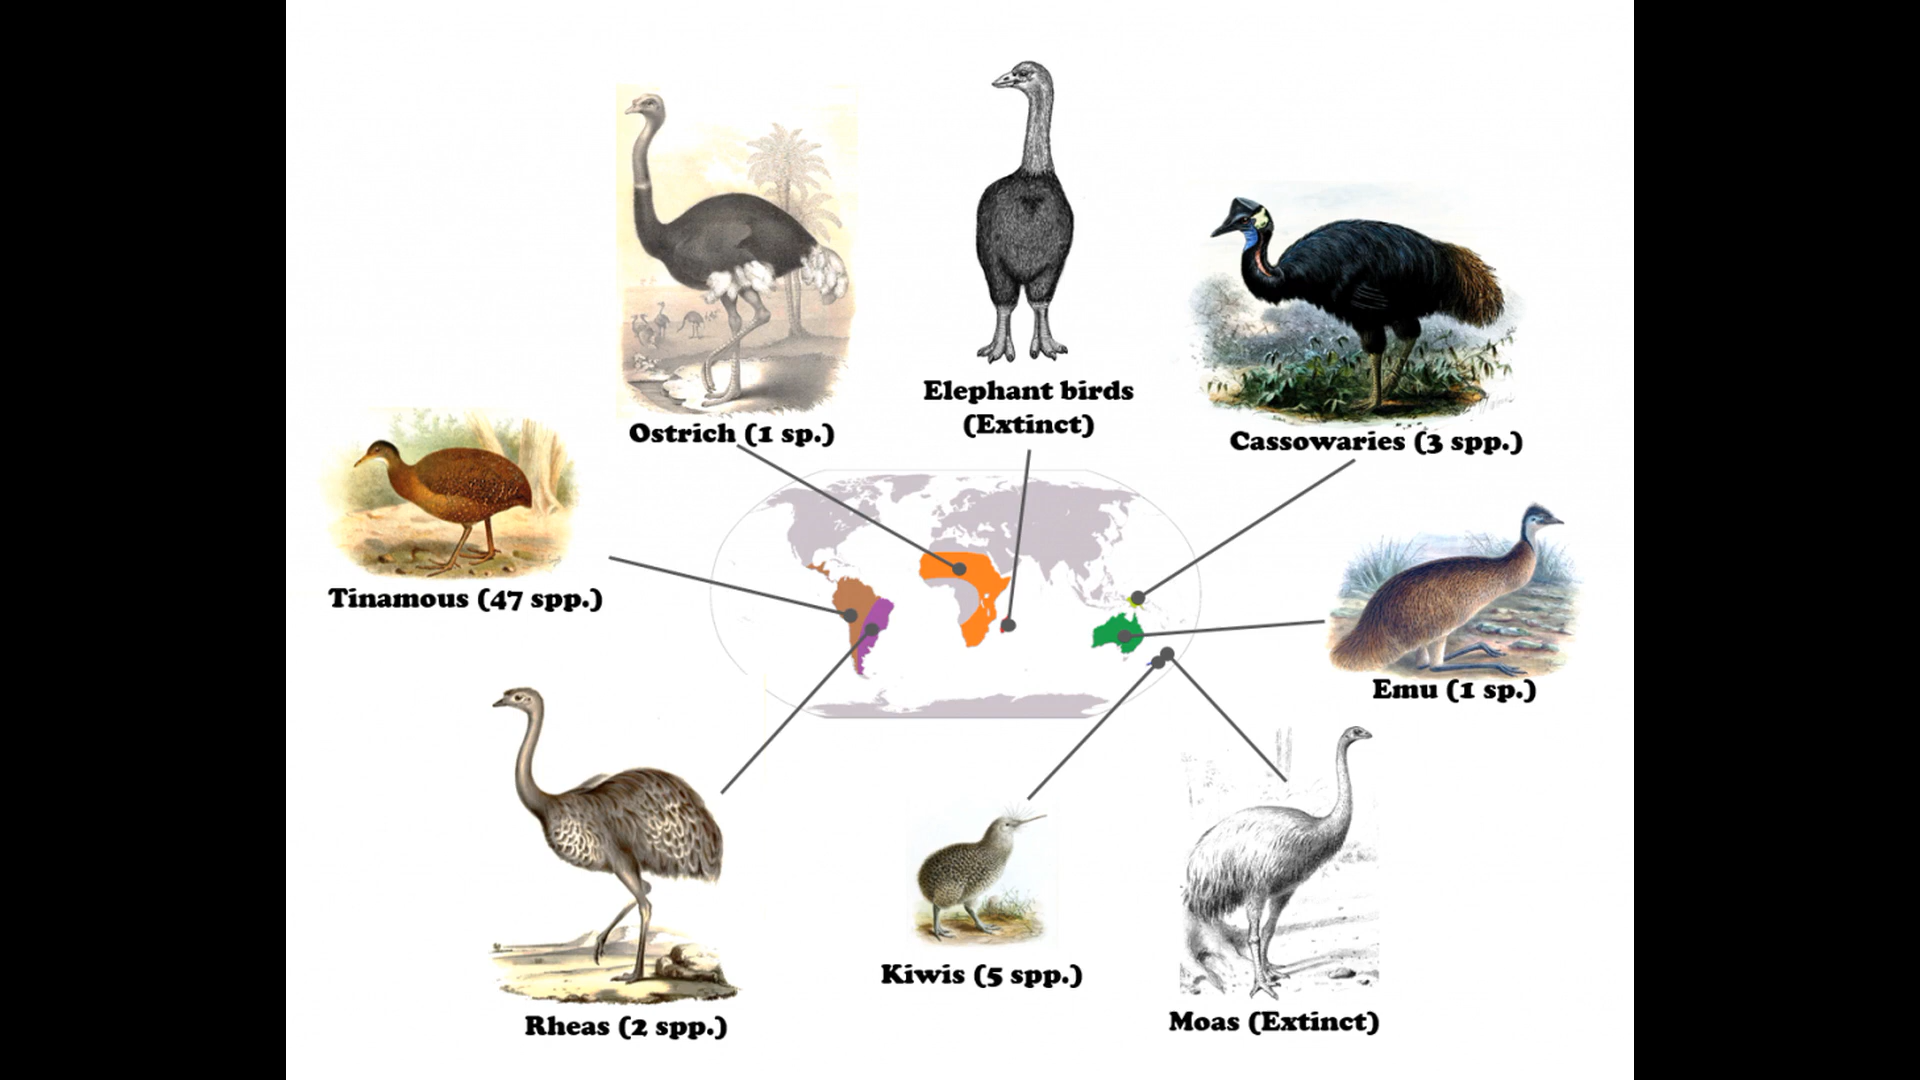 Elephant birds
(Extinct)
Ostrich (1 sp.)
Cassowaries (3 spp.)
Tinamous (47 spp.)
Emu (1 sp.)
Kiwis (5 spp.)
Moas (Extinct)
Rheas (2 spp.)